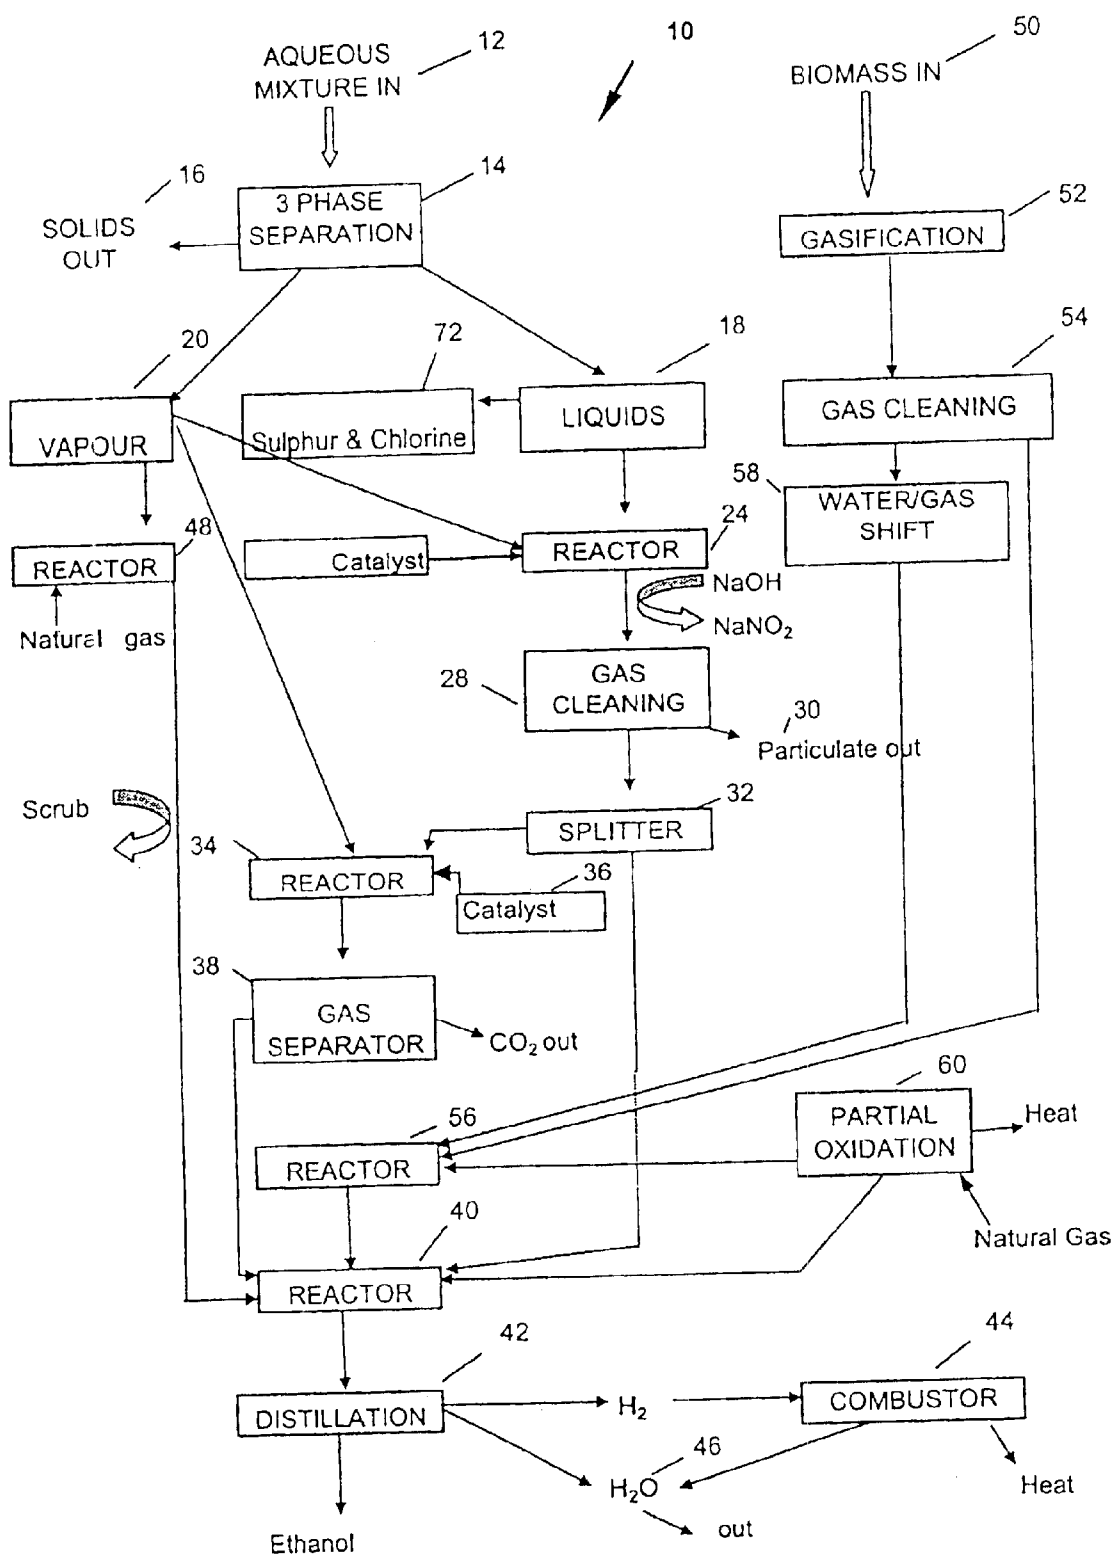 10
12
AQUEOUS
MIXTURE IN
50
BIOMASS IN
16
SOLIDS
OUT
14
3 PHASE
SEPARATION
52
GASIFICATION
20
VAPOUR
72
Sulphur & Chlorine
18
LIQUIDS
54
GAS CLEANING
58
WATER/GAS
SHIFT
48
REACTOR
Natural gas
Catalyst
24
REACTOR
NaOH
NaNO₂
28
GAS
CLEANING
30
Particulate out
Scrub
32
SPLITTER
34
REACTOR
36
Catalyst
38
GAS
SEPARATOR
CO₂ out
60
PARTIAL
OXIDATION
Heat
Natural Gas
56
REACTOR
40
REACTOR
42
DISTILLATION
H₂
44
COMBUSTOR
46
H₂O
out
Heat
Ethanol